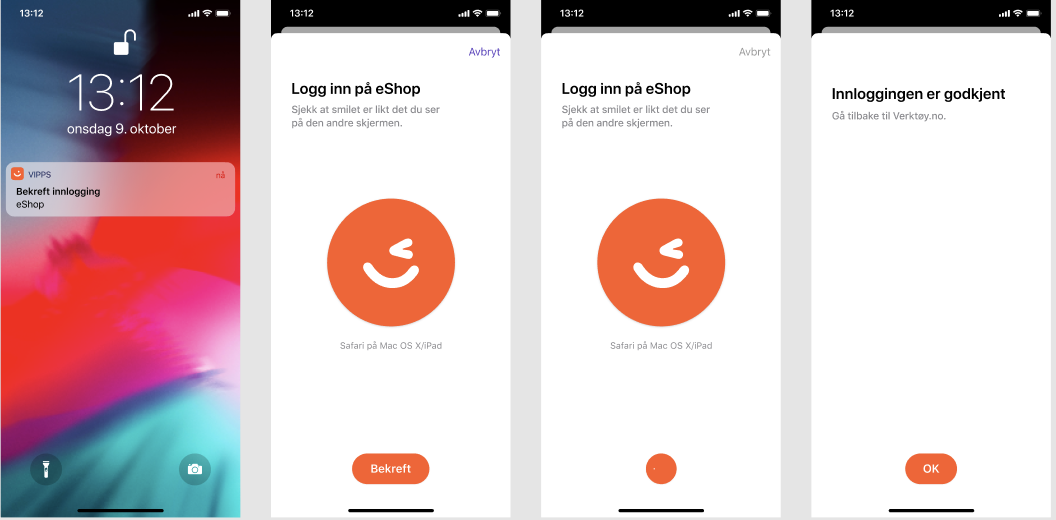 13:12
13:12
onsdag 9. oktober
VIPPS
nå
Bekreft innlogging
eShop
13:12
Avbryt
Logg inn på eShop
Sjekk at smilet er likt det du ser
på den andre skjermen.
Safari på Mac OS X/iPad
Bekreft
13:12
Avbryt
Logg inn på eShop
Sjekk at smilet er likt det du ser
på den andre skjermen.
Safari på Mac OS X/iPad
13:12
Innloggingen er godkjent
Gå tilbake til Verktøy.no.
OK